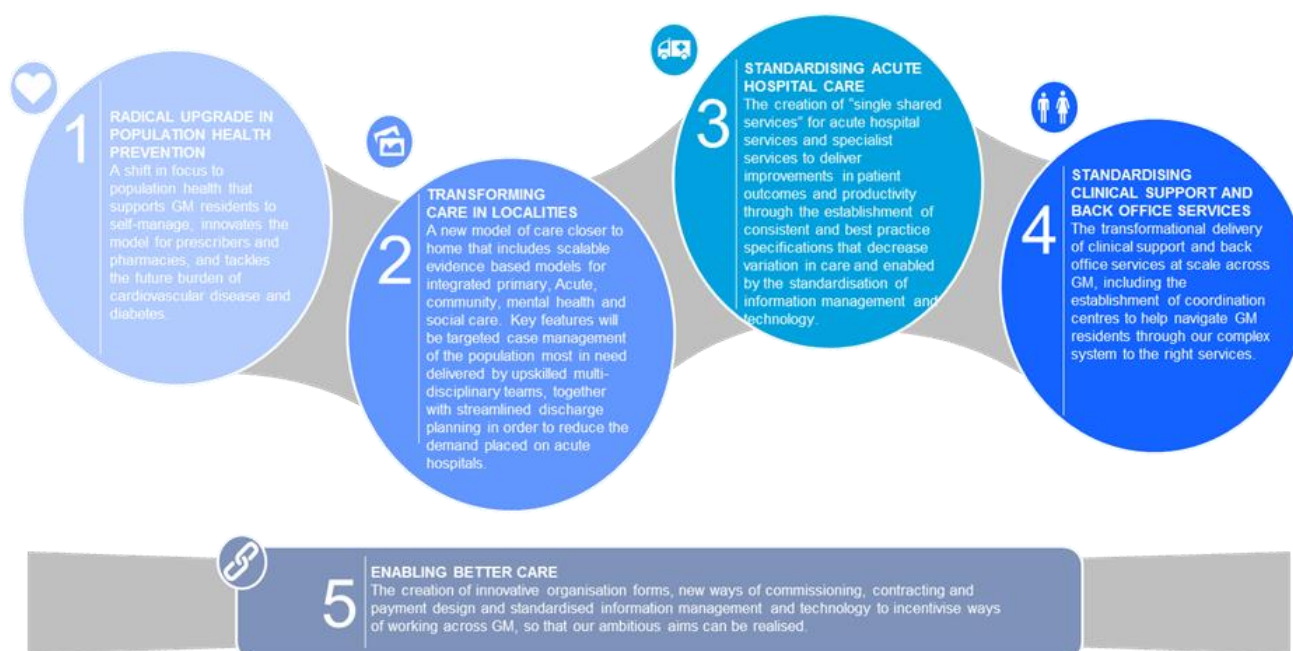 1
RADICAL UPGRADE IN
POPULATION HEALTH
PREVENTION
A shift in focus to
population health that
supports GM residents to
self-manage, innovates the
model for prescribers and
pharmacies, and tackles
the future burden of
cardiovascular disease and
diabetes.
2
TRANSFORMING
CARE IN LOCALITIES
A new model of care closer to
home that includes scalable
evidence based models for
integrated primary, Acute,
community, mental health and
social care. Key features will
be targeted case management
of the population most in need
delivered by upskilled multi-
disciplinary teams, together
with streamlined discharge
planning in order to reduce the
demand placed on acute
hospitals.
3
STANDARDISING ACUTE
HOSPITAL CARE
The creation of "single shared
services" for acute hospital
services and specialist
services to deliver
improvements in patient
outcomes and productivity
through the establishment of
consistent and best practice
specifications that decrease
variation in care and enabled
by the standardisation of
information management and
technology.
4
STANDARDISING
CLINICAL SUPPORT AND
BACK OFFICE SERVICES
The transformational delivery
of clinical support and back
office services at scale across
GM, including the
establishment of coordination
centres to help navigate GM
residents through our complex
system to the right services.
5
ENABLING BETTER CARE
The creation of innovative organisation forms, new ways of commissioning, contracting and
payment design and standardised information management and technology to incentivise ways
of working across GM, so that our ambitious aims can be realised.